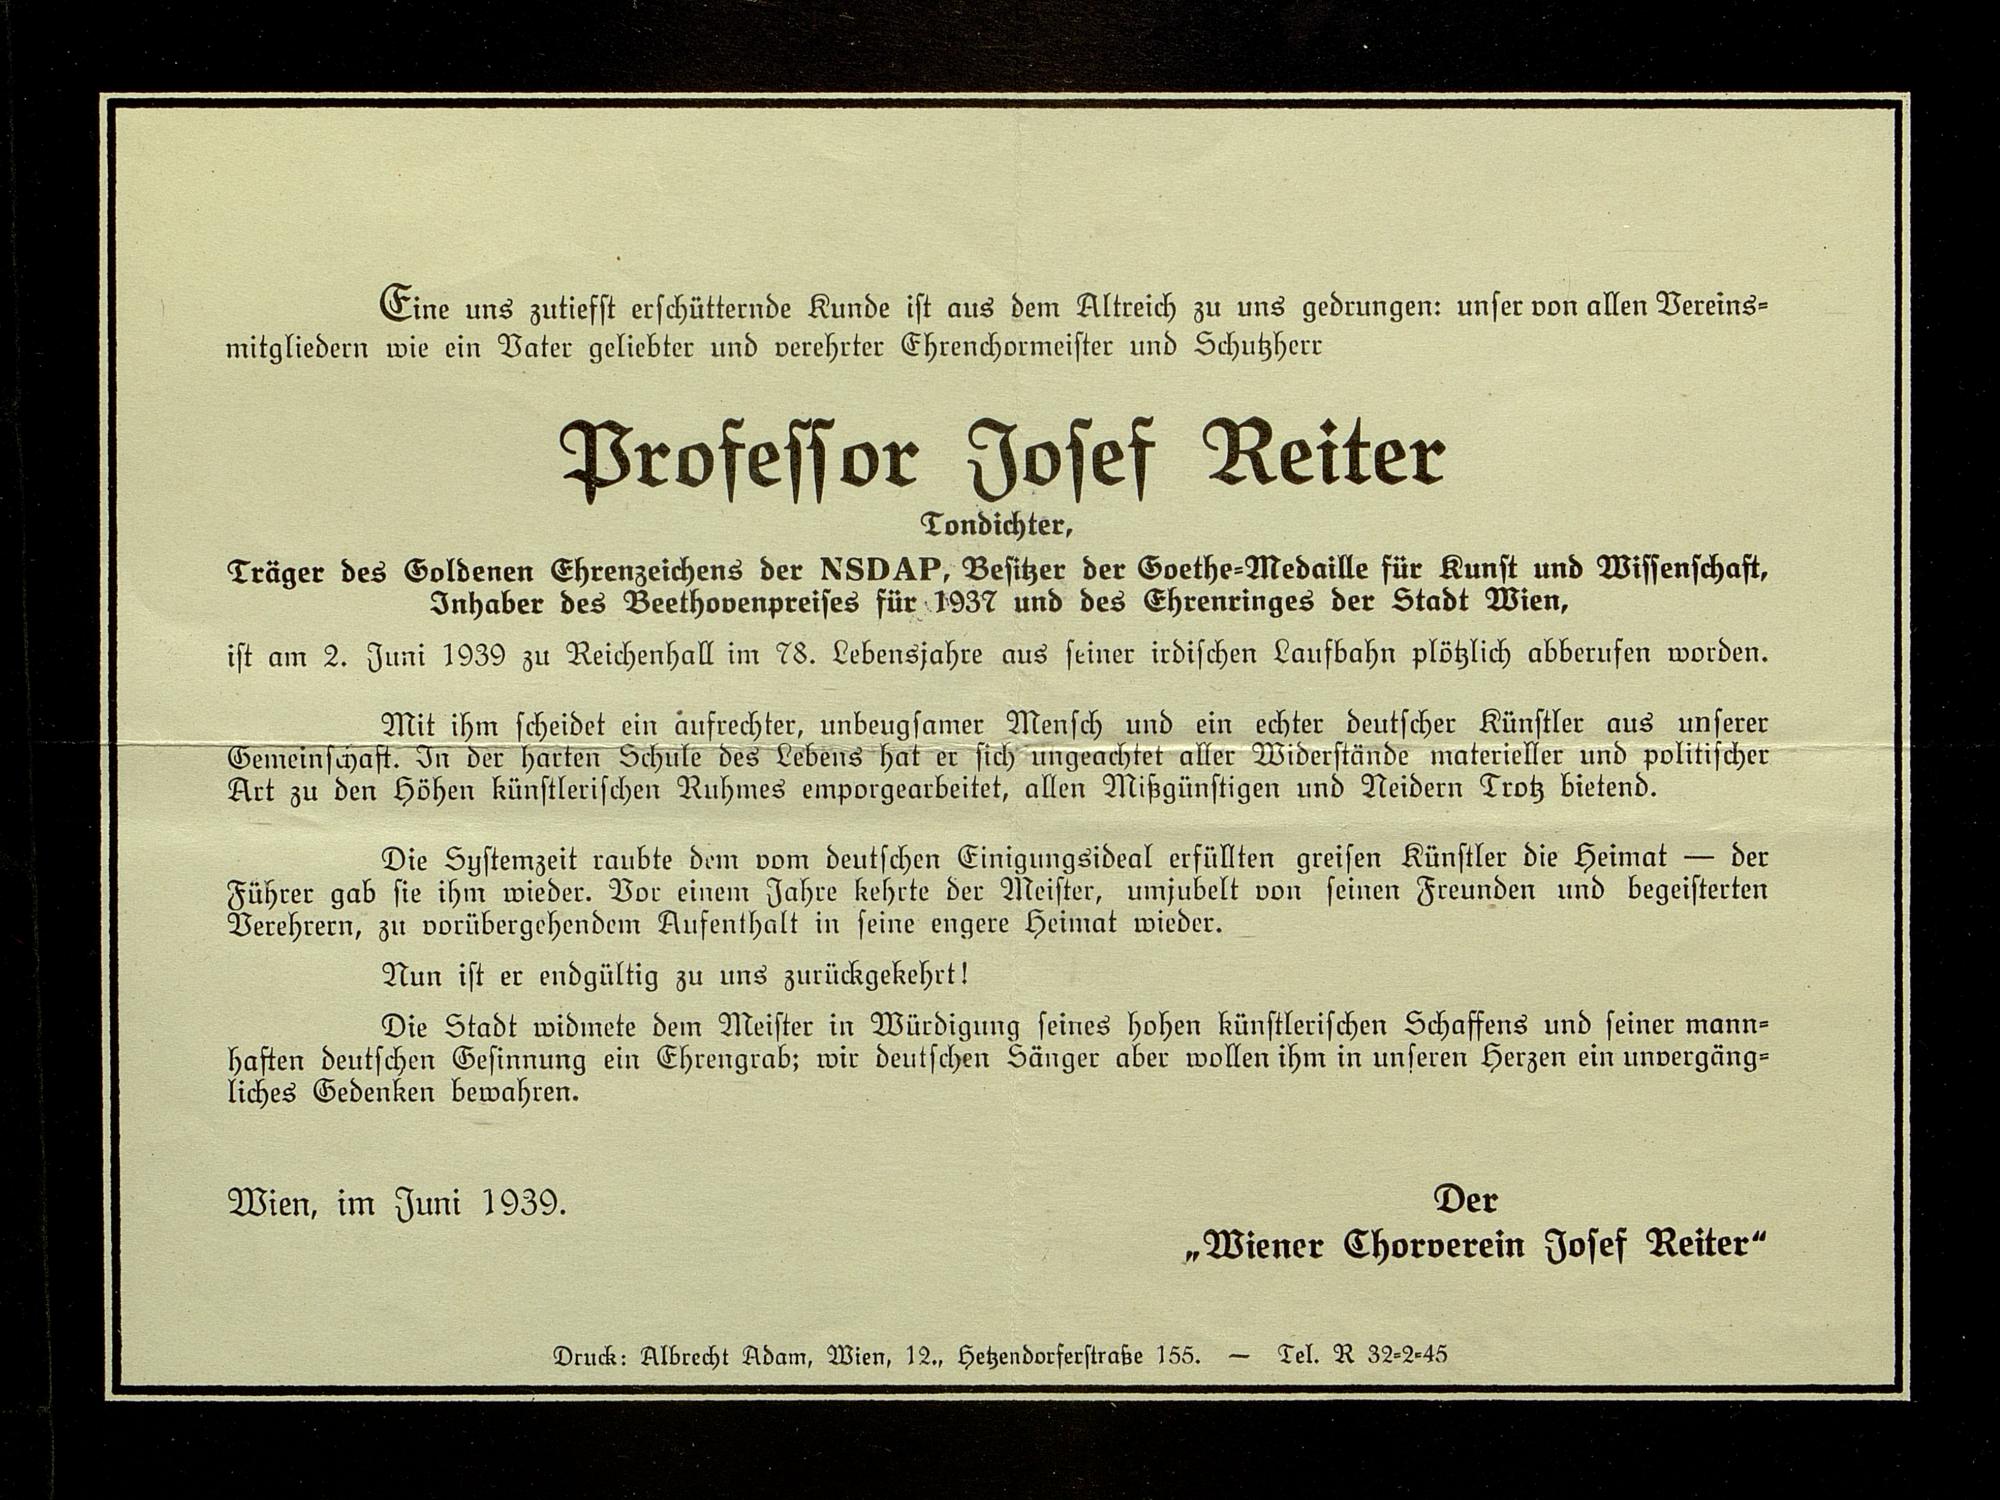 Eine uns zutiefst erschütternde Kunde ist aus dem Altreich zu uns gedrungen: unser von allen Vereins-
mitgliedern wie ein Vater geliebter und verehrter Ehrenchormeister und Schutzherr
Professor Josef Reiter
Tondichter,
Träger des Goldenen Ehrenzeichens der NSDAP, Besitzer der Goethe-Medaille für Kunst und Wissenschaft,
Inhaber des Beethovenpreises für 1937 und des Ehrenringes der Stadt Wien,
ist am 2. Juni 1939 zu Reichenhall im 78. Lebensjahre aus seiner irdischen Laufbahn plötzlich abberufen worden.
Mit ihm scheidet ein aufrechter, unbeugsamer Mensch und ein echter deutscher Künstler aus unserer
Gemeinschaft. In der harten Schule des Lebens hat er sich ungeachtet aller Widerstände materieller und politischer
Art zu den Höhen künstlerischen Ruhmes emporgearbeitet, allen Mißgünstigen und Neidern Trotz bietend.
Die Systemzeit raubte dem vom deutschen Einigungsideal erfüllten greisen Künstler die Heimat — der
Führer gab sie ihm wieder. Vor einem Jahre kehrte der Meister, umjubelt von seinen Freunden und begeisterten
Verehrern, zu vorübergehendem Aufenthalt in seine engere Heimat wieder.
Nun ist er endgültig zu uns zurückgekehrt!
Die Stadt widmete dem Meister in Würdigung seines hohen künstlerischen Schaffens und seiner mann-
haften deutschen Gesinnung ein Ehrengrab; wir deutschen Sänger aber wollen ihm in unseren Herzen ein unvergäng-
liches Gedenken bewahren.
Wien, im Juni 1939.
Der
„Wiener Chorverein Josef Reiter“
Druck: Albrecht Adam, Wien, 12., Hetzendorferstraße 155. — Tel. R 32-2-45